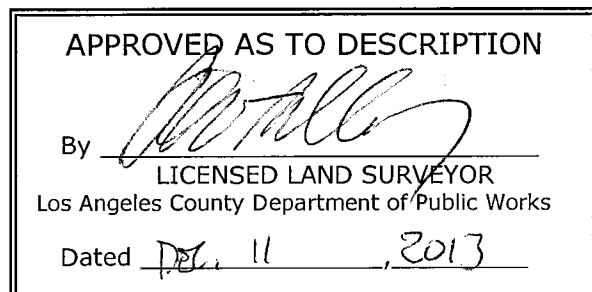 APPROVED AS TO DESCRIPTION
By
LICENSED LAND SURVEYOR
Los Angeles County Department of Public Works
Dated Dec. 11, 2013